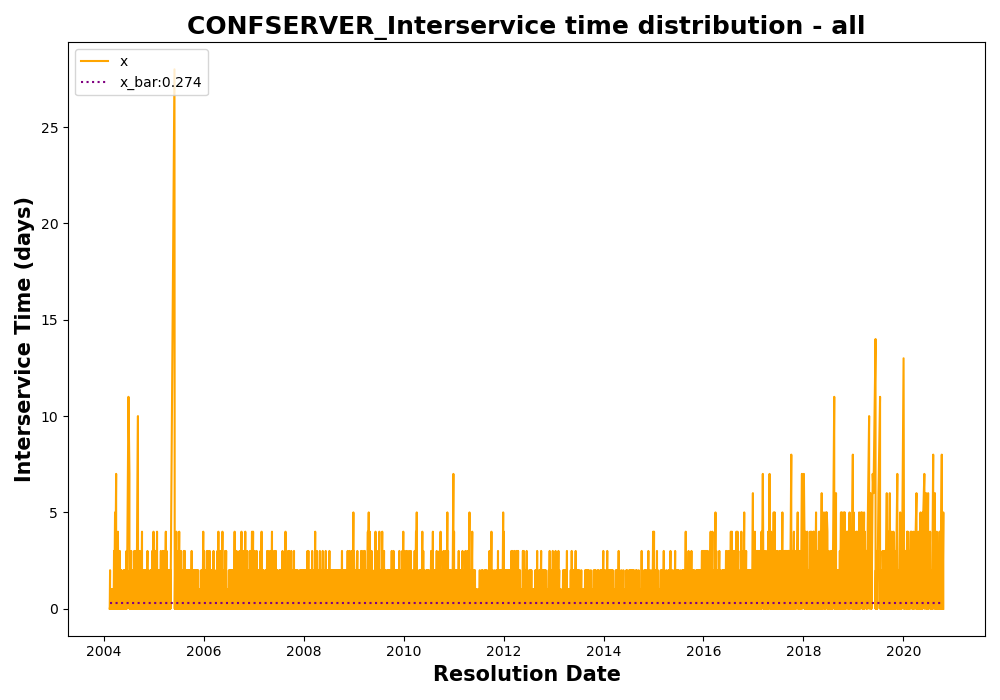 CONFSERVER_Interservice time distribution - all
x
x_bar:0.274
Interservice Time (days)
25
20
15
10
5
0
2004 2006 2008 2010 2012 2014 2016 2018 2020
Resolution Date